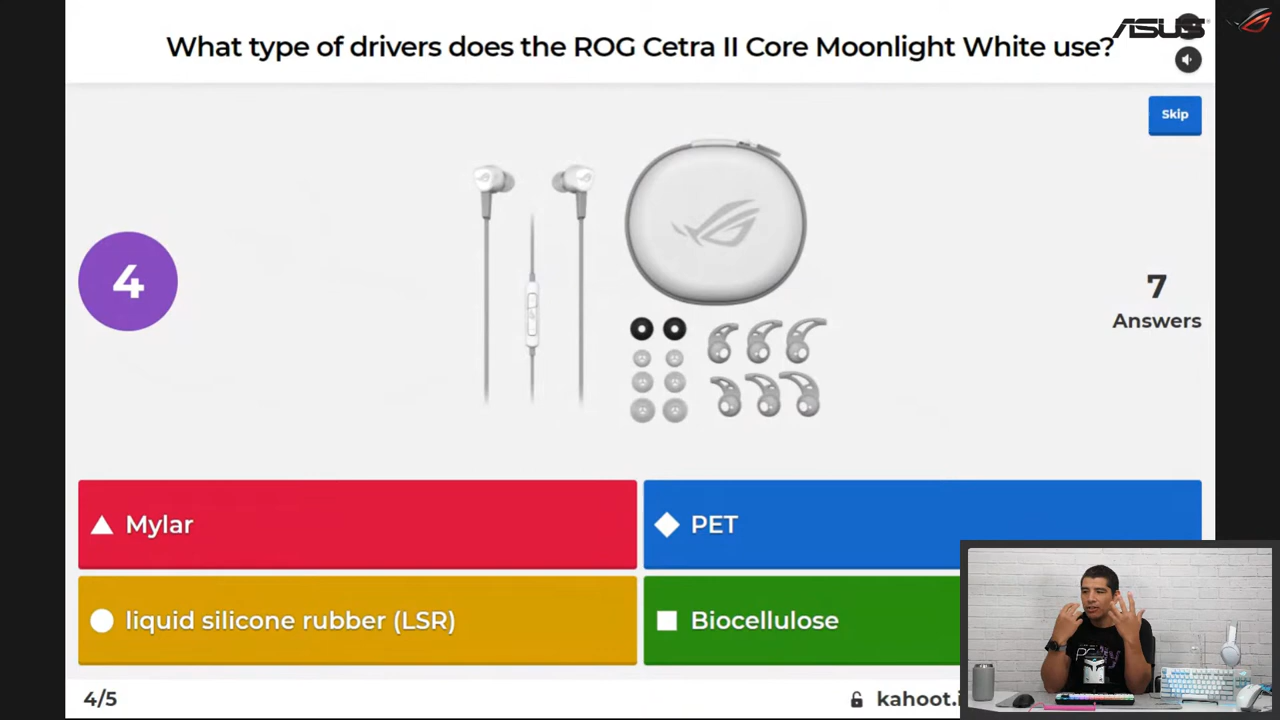 What type of drivers does the ROG Cetra II Core Moonlight White use?
ASUS
Skip
4
7
Answers
Mylar
PET
liquid silicone rubber (LSR)
Biocellulose
4/5
kahoot.i